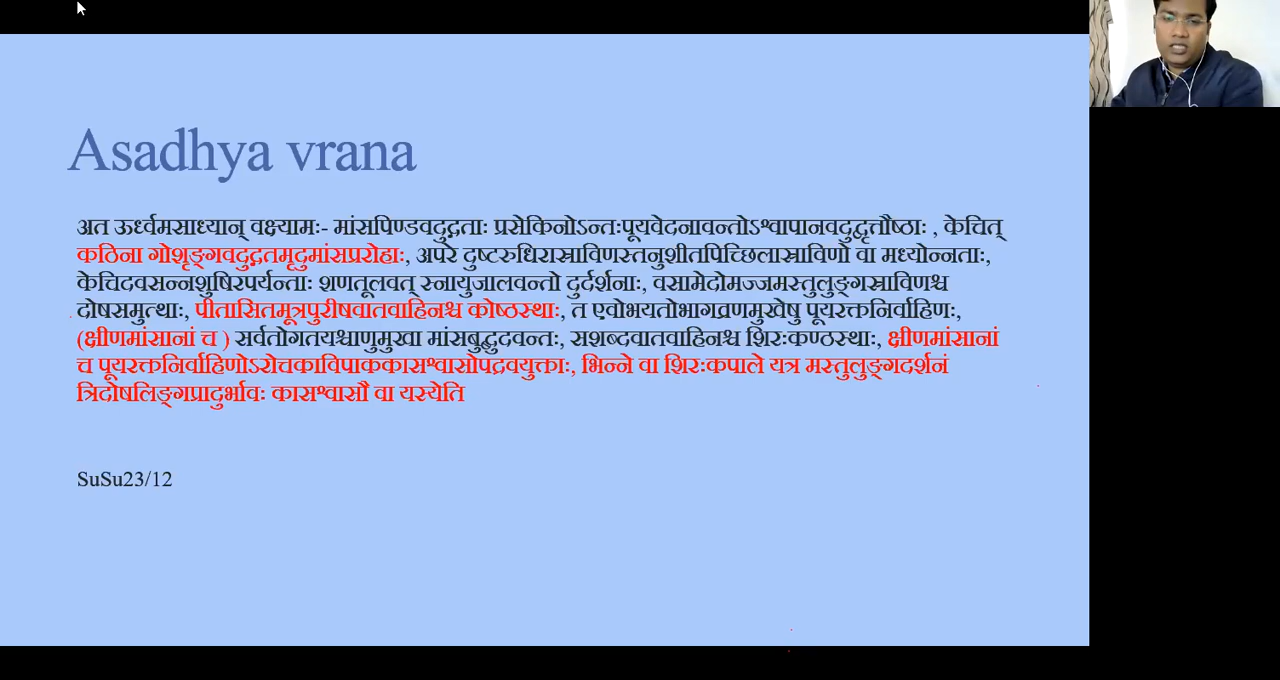 Asadhya vrana
अत ऊर्ध्वमसाध्यान् वक्ष्यामः- मांसपिण्डवदुद्गताः प्रसेकिनोऽन्तःपूयवेदनावन्तोऽश्वापानवदुद्वृत्तौष्ठाः , केचित्
कठिना गोशृङ्गवदुद्गतमृदुमांसप्ररोहाः, अपरे दुष्टरुधिरास्राविणस्तनुशीतपिच्छिलास्राविणो वा मध्योन्नताः,
केचिदवसन्नशुषिरपर्यन्ताः शणतूलवत् स्नायुजालवन्तो दुर्दर्शनाः, वसामेदोमज्जमस्तुलुङ्गस्राविणश्च
दोषसमुत्थाः, पीतासितमूत्रपुरीषवातवाहिनश्च कोष्ठस्थाः, त एवोभयतोभागव्रणमुखेषु पूयरक्तनिर्वाहिणः,
(क्षीणमांसानां च ) सर्वतोगतयश्चाणुमुखा मांसबुद्बुदवन्तः, सशब्दवातवाहिनश्च शिरःकण्ठस्थाः, क्षीणमांसानां
च पूयरक्तनिर्वाहिणोऽरोचकाविपाककासश्वासोपद्रवयुक्ताः, भिन्ने वा शिरःकपाले यत्र मस्तुलुङ्गदर्शनं
त्रिदोषलिङ्गप्रादुर्भावः कासश्वासौ वा यस्येति
SuSu23/12